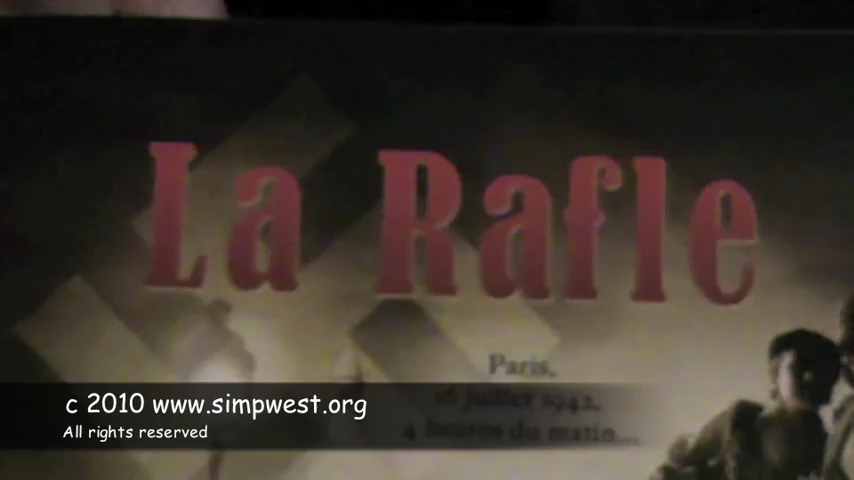 La Rafle
Paris,
16 juillet 1942,
4 heures du matin...
c 2010 www.simpwest.org
All rights reserved